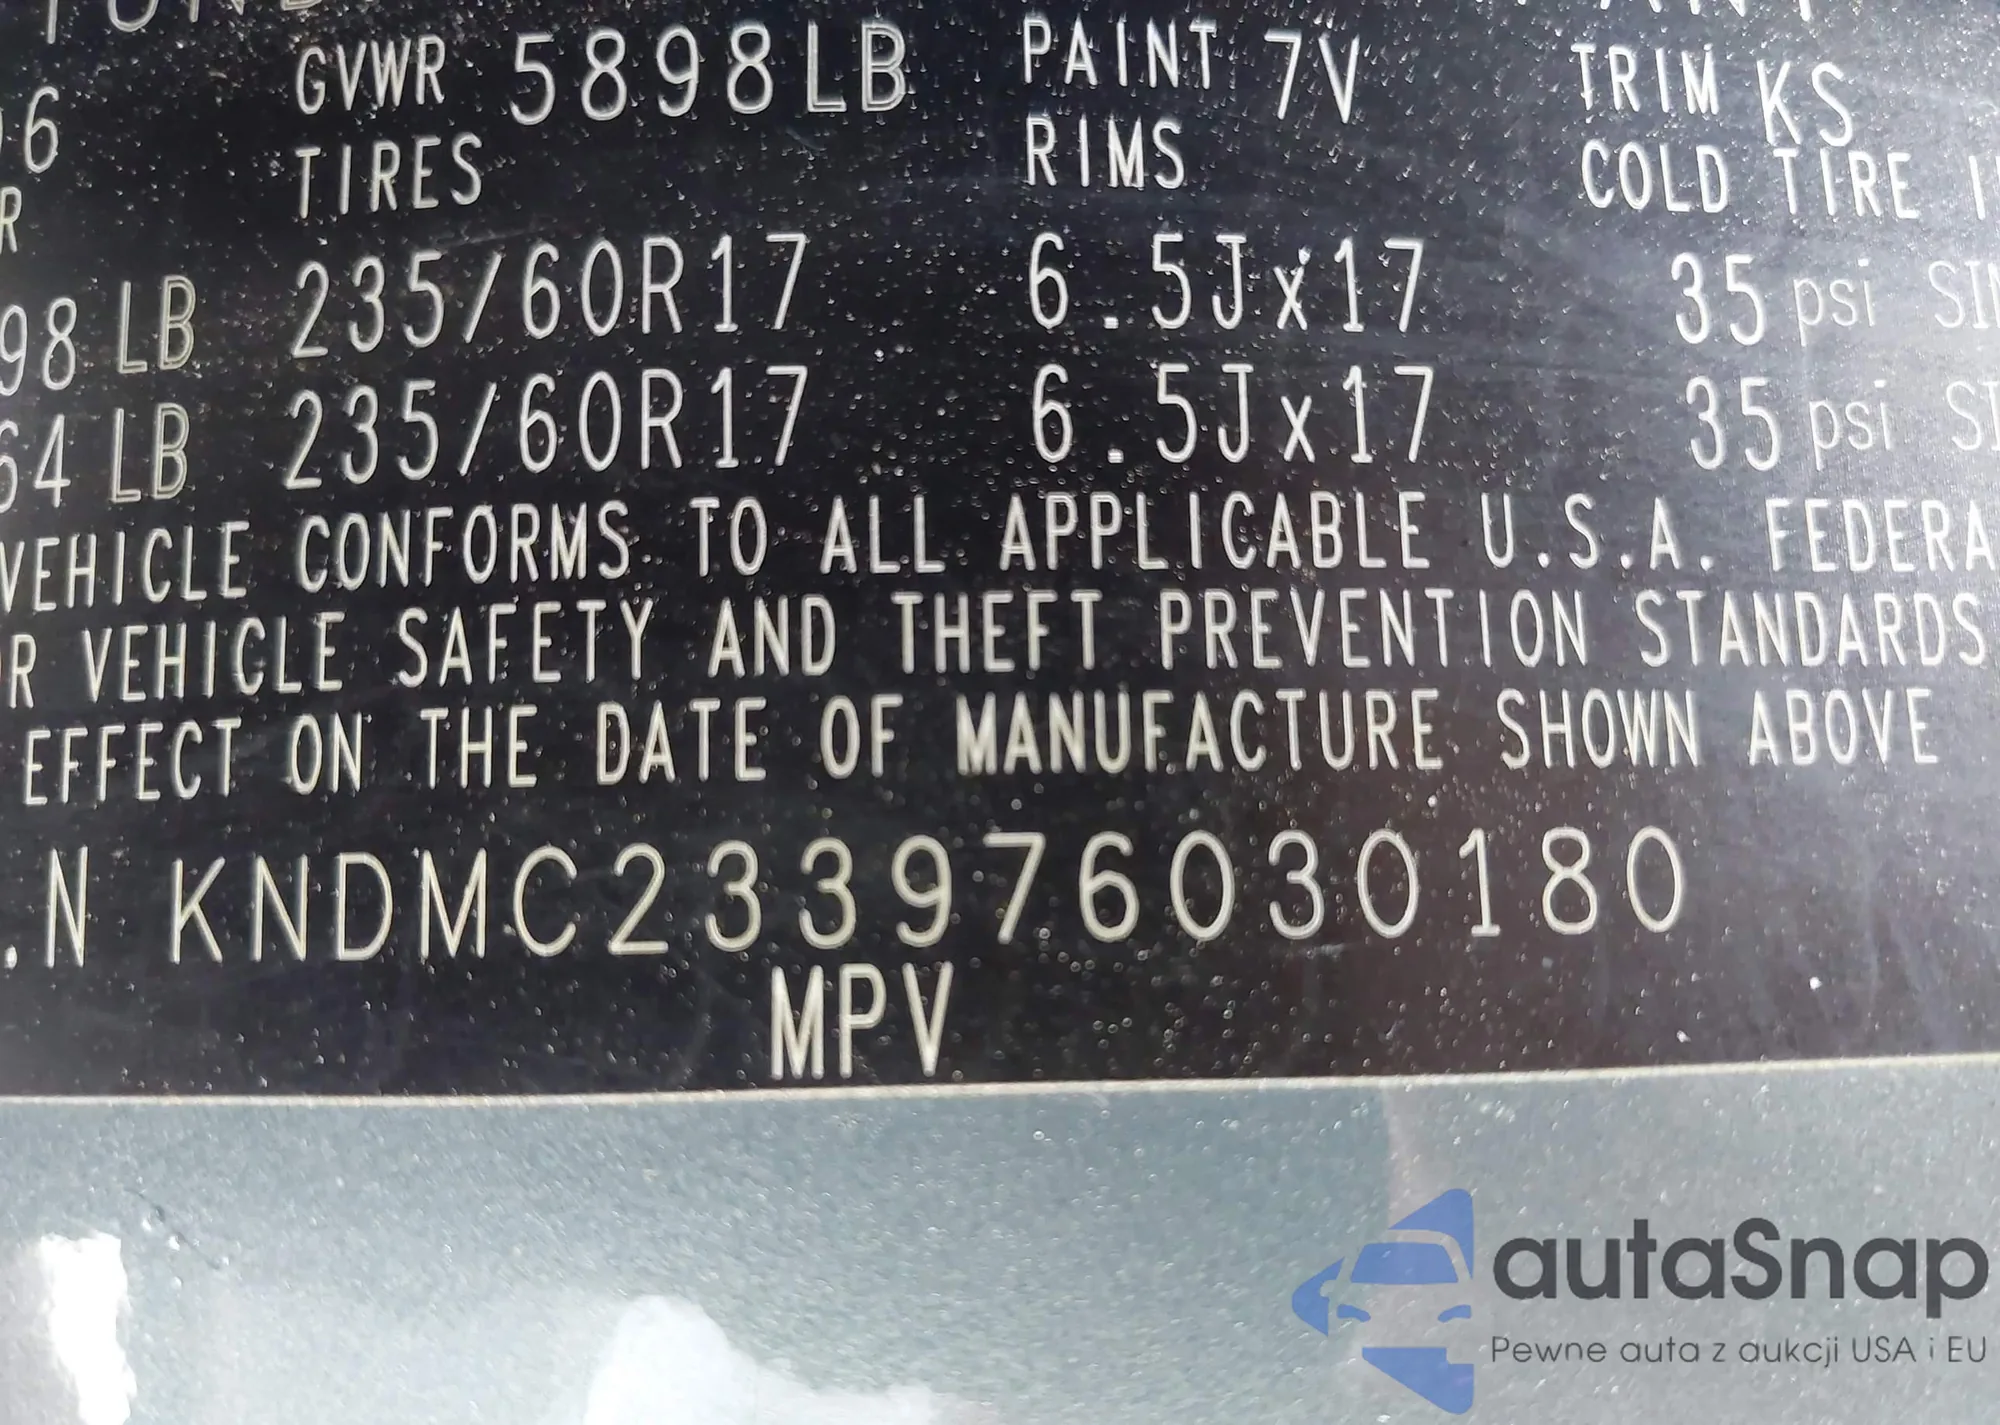 GVWR 5898LB PAINT 7V TRIM KS
TIRES RIMS COLD TIRE
98 LB 235/60R17 6.5Jx17 35 psi
64 LB 235/60R17 6.5Jx17 35 psi
VEHICLE CONFORMS TO ALL APPLICABLE U.S.A. FEDERA
R VEHICLE SAFETY AND THEFT PREVENTION STANDARDS
EFFECT ON THE DATE OF MANUFACTURE SHOWN ABOVE
.N KNDMC233976030180
MPV
autaSnap
Pewne auta z aukcji USA i EU